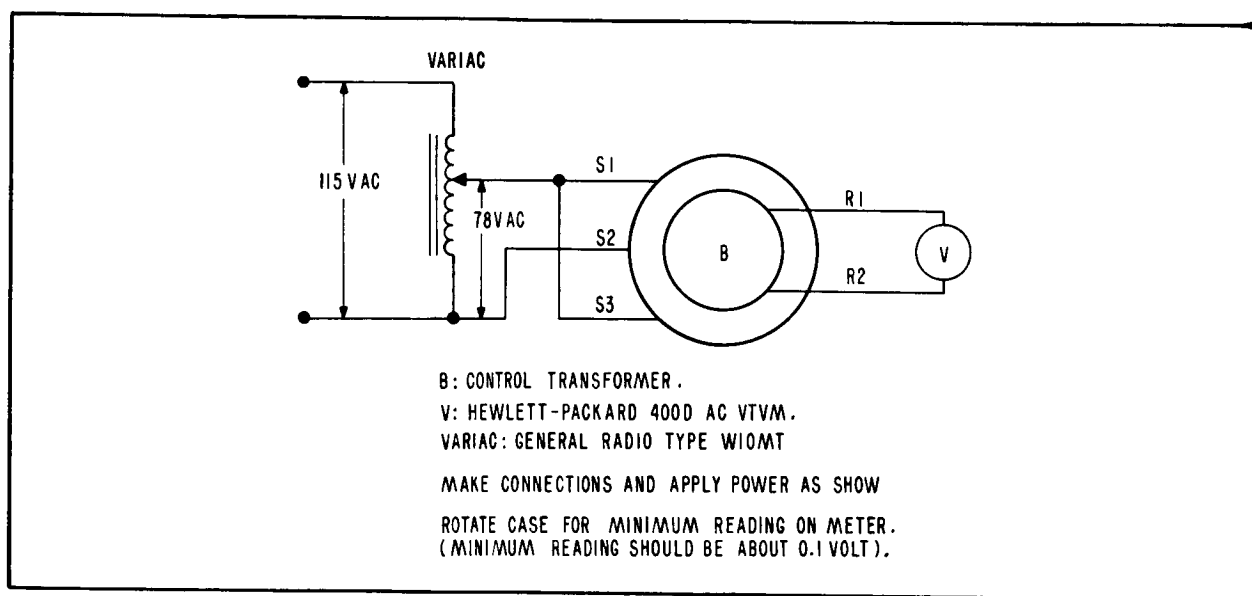 VARIAC
115 VAC
78VAC
S1
S2
S3
B
R1
R2
V
B: CONTROL TRANSFORMER.
V: HEWLETT-PACKARD 400D AC VTVM.
VARIAC: GENERAL RADIO TYPE W10MT
MAKE CONNECTIONS AND APPLY POWER AS SHOW
ROTATE CASE FOR MINIMUM READING ON METER.
(MINIMUM READING SHOULD BE ABOUT 0.1 VOLT).